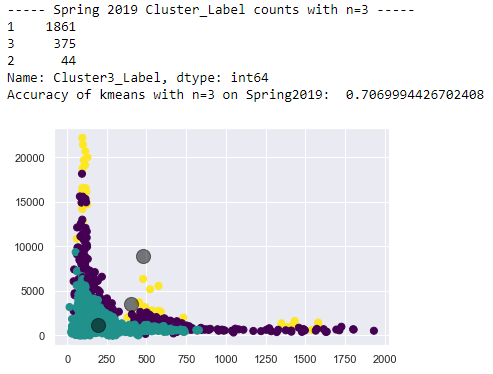 ----- Spring 2019 Cluster_Label counts with n=3 -----
1    1861
3     375
2      44
Name: Cluster3_Label, dtype: int64
Accuracy of kmeans with n=3 on Spring2019:  0.7069994426702408
20000
15000
10000
5000
0
0 250 500 750 1000 1250 1500 1750 2000